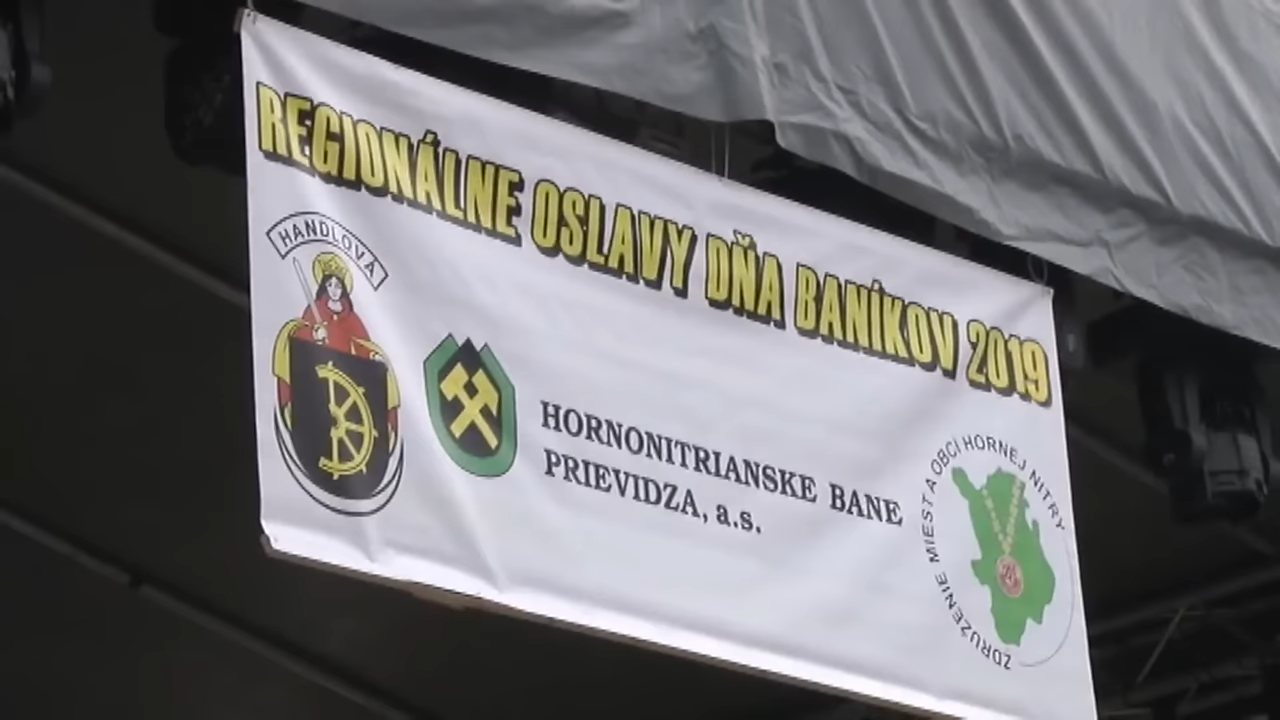 REGIONÁLNE OSLAVY DŇA BANÍKOV 2019
HANDLOVÁ
HORNONITRIANSKE BANE
PRIEVIDZA, a.s.
ZDRUŽENIE MIEST A OBCÍ HORNEJ NITRY